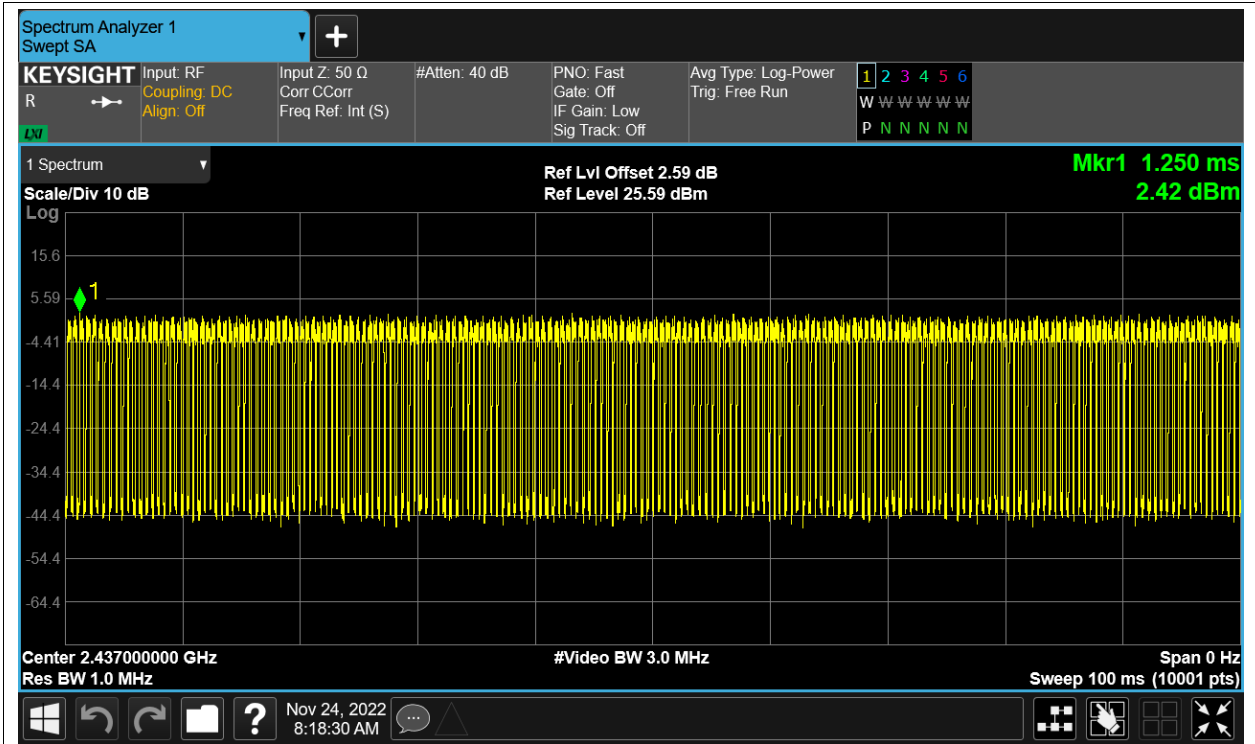 Spectrum Analyzer 1
Swept SA
KEYSIGHT
R
LXI
Input: RF
Coupling: DC
Align: Off
Input Z: 50 Ω
Corr CCorr
Freq Ref: Int (S)
#Atten: 40 dB
PNO: Fast
Gate: Off
IF Gain: Low
Sig Track: Off
Avg Type: Log-Power
Trig: Free Run
1 2 3 4 5 6
W W W W W W
P N N N N N
1 Spectrum
Scale/Div 10 dB
Log
Ref Lvl Offset 2.59 dB
Ref Level 25.59 dBm
Mkr1 1.250 ms
2.42 dBm
15.6
5.59
1
-4.41
-14.4
-24.4
-34.4
-44.4
-54.4
-64.4
Center 2.437000000 GHz
#Video BW 3.0 MHz
Span 0 Hz
Res BW 1.0 MHz
Sweep 100 ms (10001 pts)
?
Nov 24, 2022
8:18:30 AM